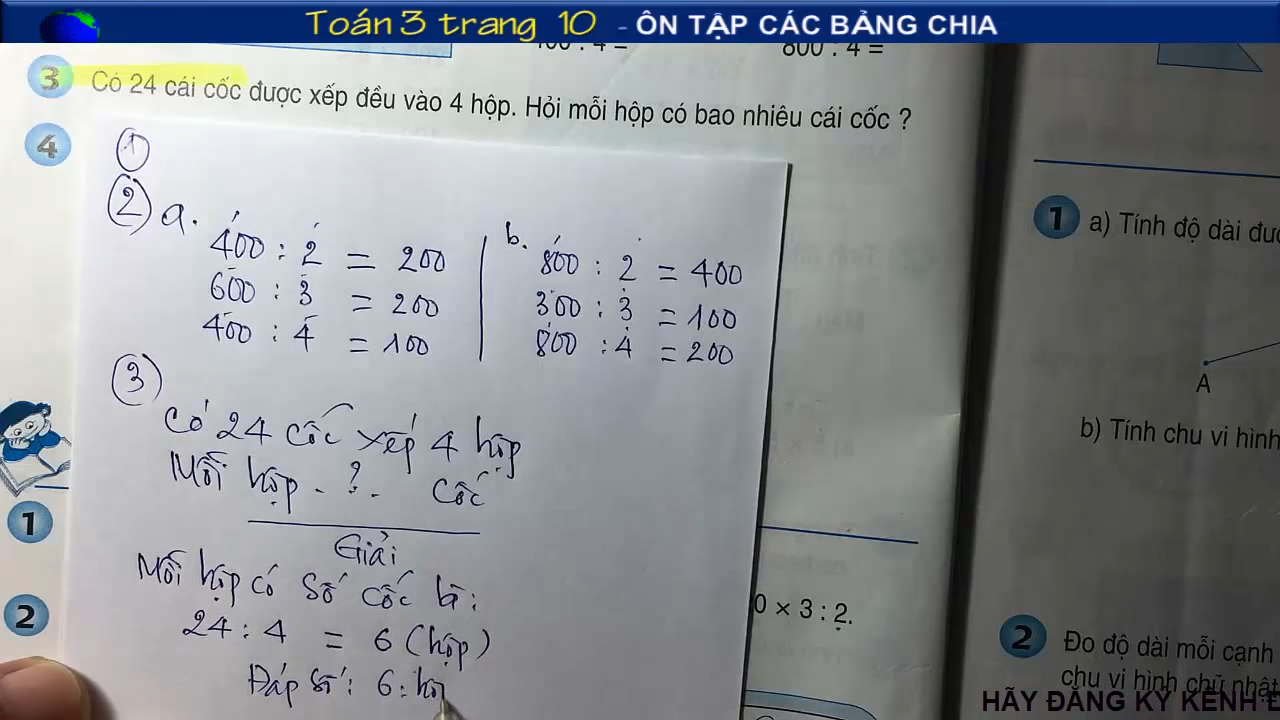 Toán 3 trang 10 - ÔN TẬP CÁC BẢNG CHIA
400 : 4 =
800 : 4 =
3 Có 24 cái cốc được xếp đều vào 4 hộp. Hỏi mỗi hộp có bao nhiêu cái cốc ?
4
1
2 a.
400 : 2 = 200
600 : 3 = 200
400 : 4 = 100
b.
800 : 2 = 400
300 : 3 = 100
800 : 4 = 200
3
Có 24 cốc xếp 4 hộp
Mỗi hộp . ? . cốc
Giải
Mỗi hộp có số cốc là :
24 : 4 = 6 (hộp)
Đáp số : 6 : hộ
1
2
0 × 3 : 2.
1 a) Tính độ dài đư
A
b) Tính chu vi hình
2 Đo độ dài mỗi cạnh
chu vi hình chữ nhật
HÃY ĐĂNG KÝ KÊNH